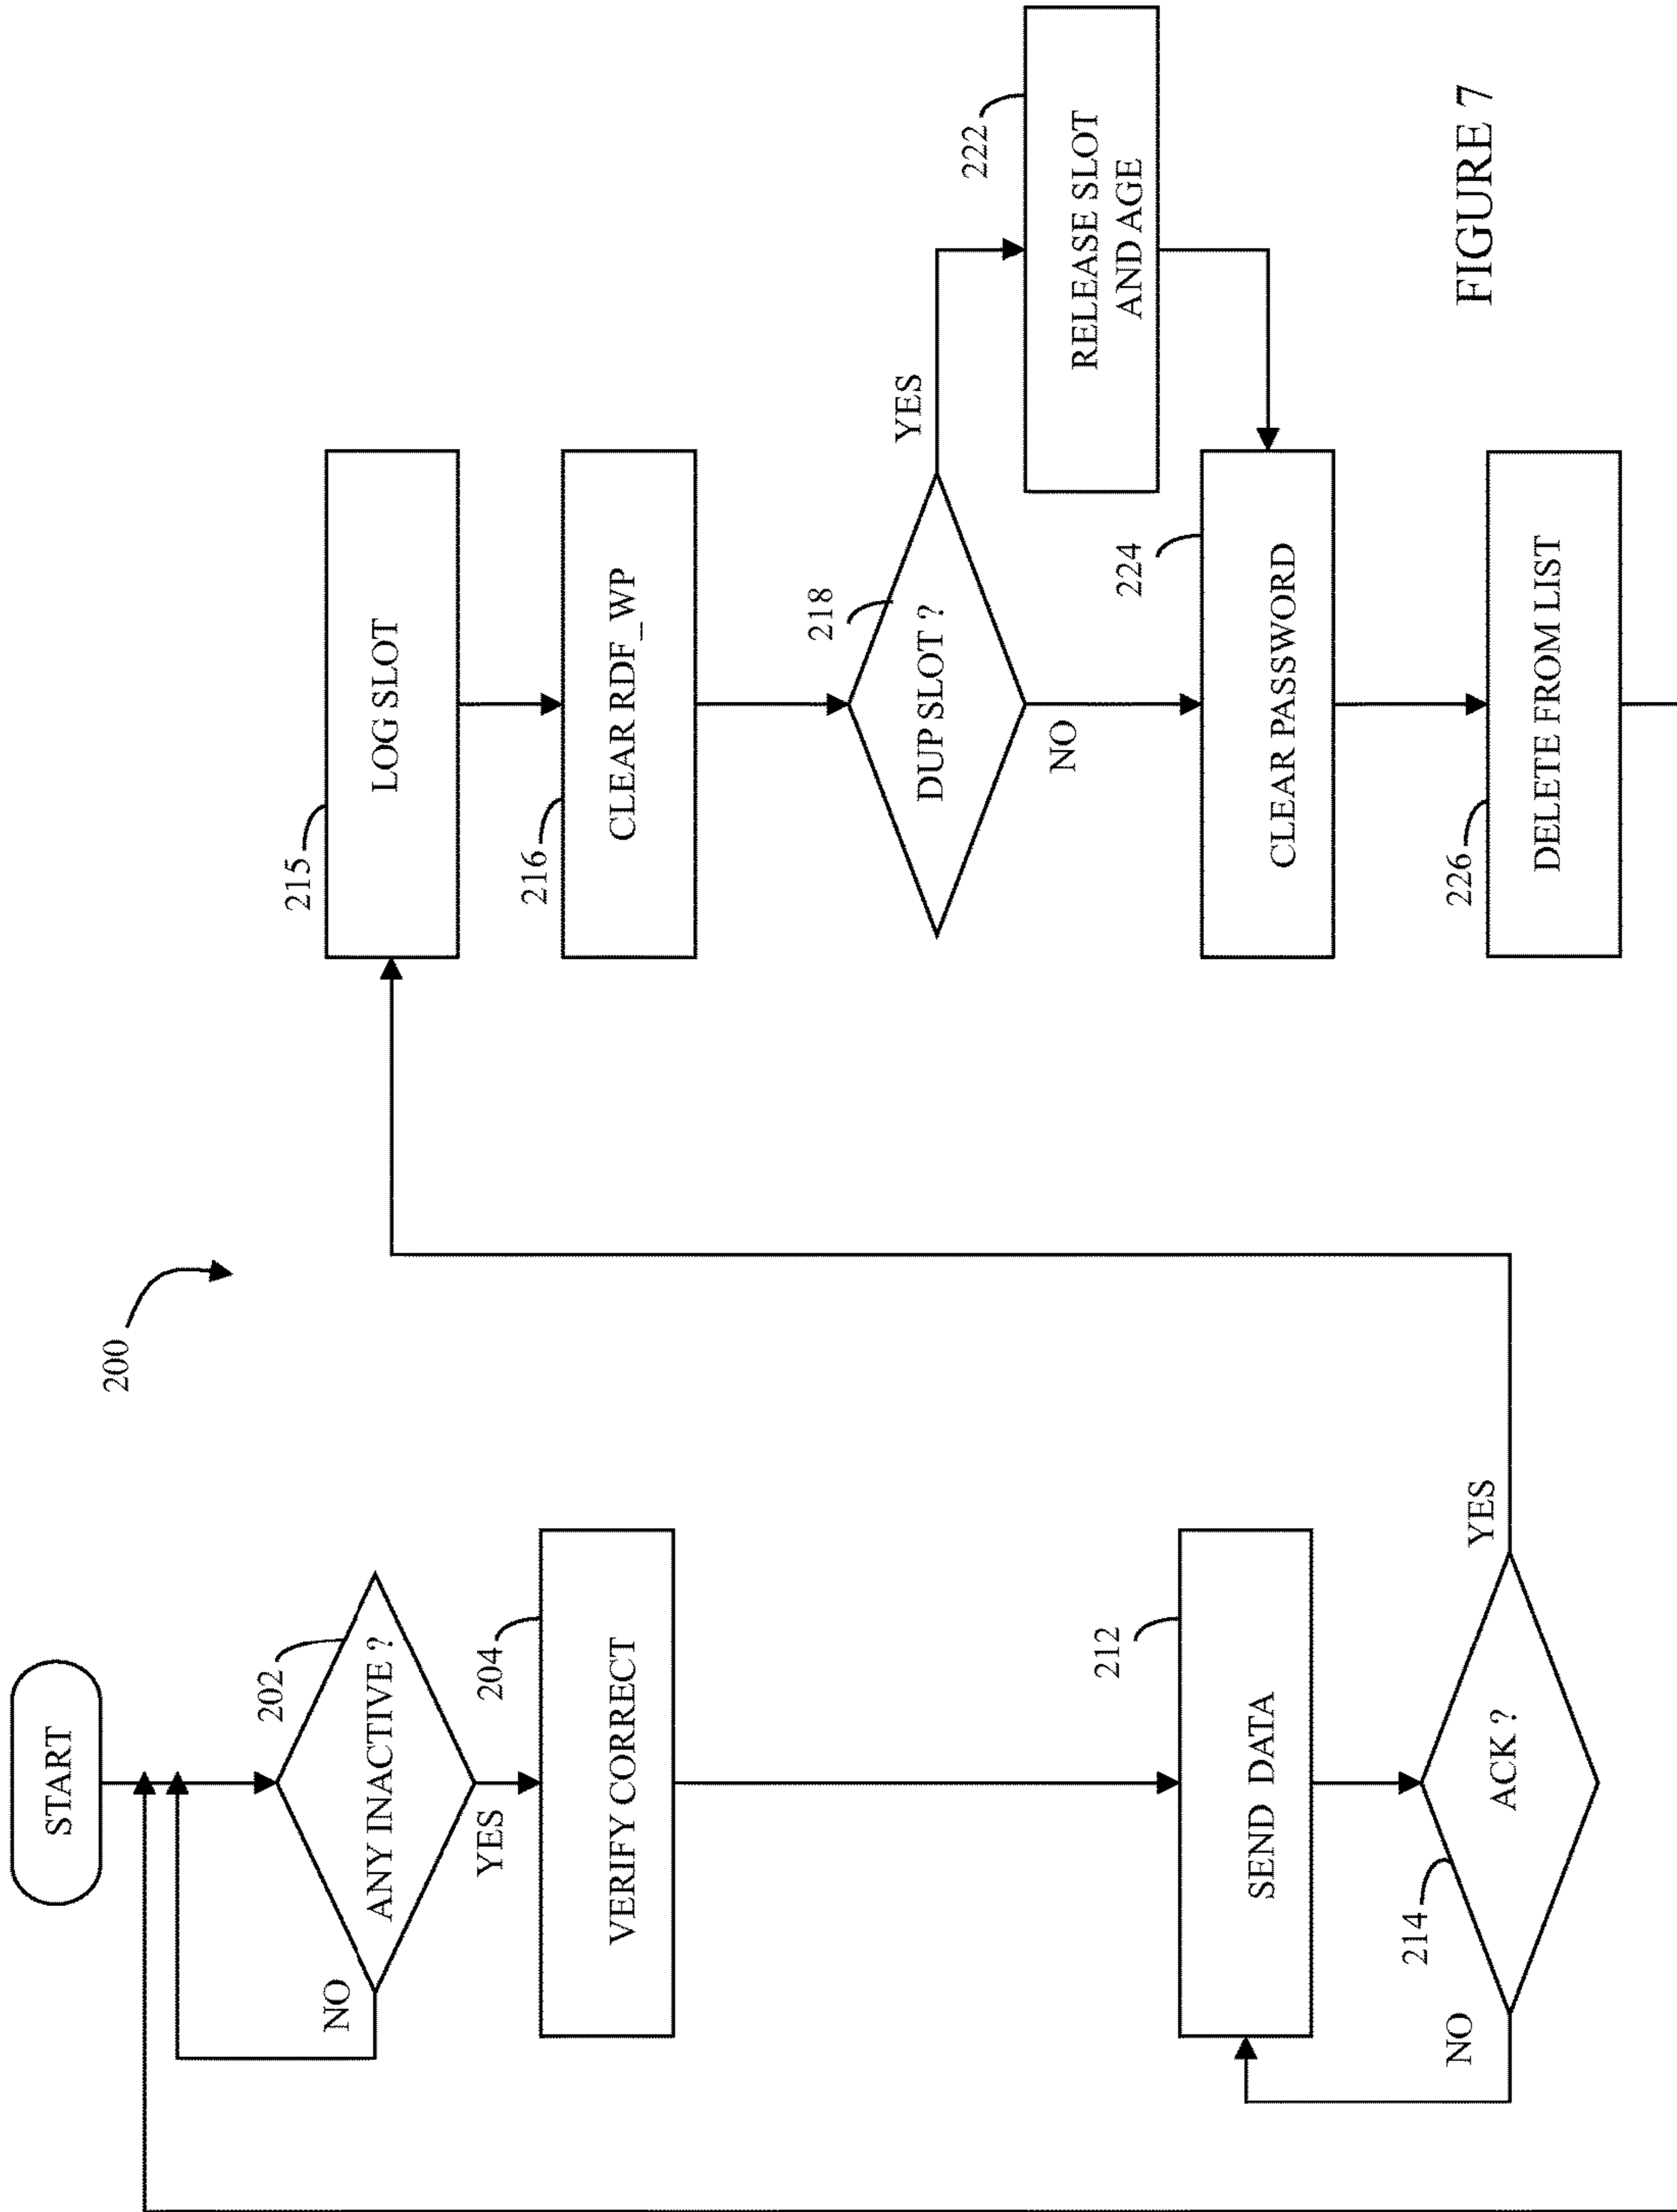 START
200
202
ANY INACTIVE ?
NO
YES
204
VERIFY CORRECT
212
SEND DATA
214
ACK ?
NO
YES
215
LOG SLOT
216
CLEAR RDF_WP
218
DUP SLOT ?
YES
NO
222
RELEASE SLOT
AND AGE
224
CLEAR PASSWORD
226
DELETE FROM LIST
FIGURE 7